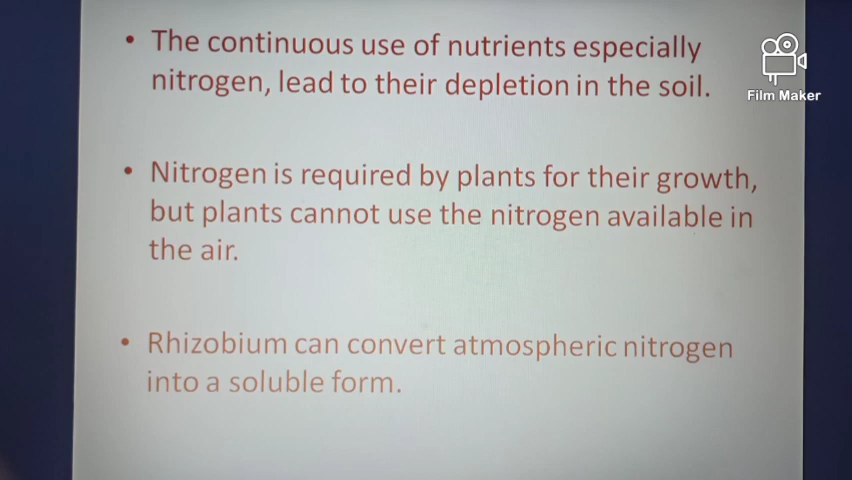 • The continuous use of nutrients especially
nitrogen, lead to their depletion in the soil.
• Nitrogen is required by plants for their growth,
but plants cannot use the nitrogen available in
the air.
• Rhizobium can convert atmospheric nitrogen
into a soluble form.
Film Maker